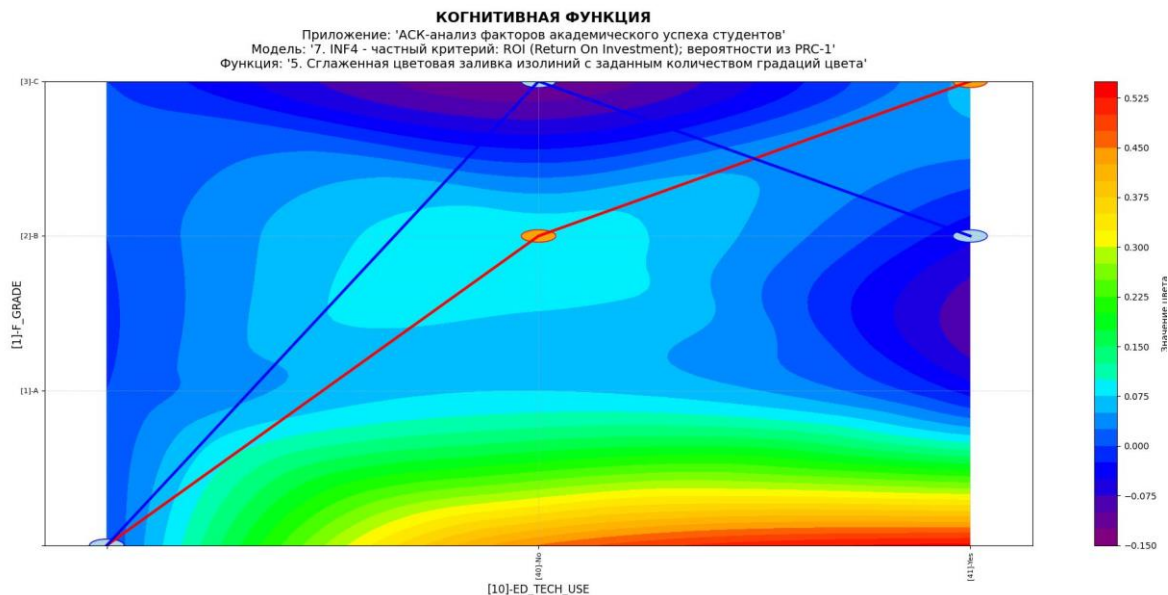 КОГНИТИВНАЯ ФУНКЦИЯ
Приложение: 'АСК-анализ факторов академического успеха студентов'
Модель: '7. INF4 - частный критерий: ROI (Return On Investment); вероятности из PRC-1'
Функция: '5. Сглаженная цветовая заливка изолиний с заданным количеством градаций цвета'
[3]-C
[2]-B
[1]-A
[1]-F_GRADE
[40]-No
[41]-Yes
[10]-ED_TECH_USE
0.525
0.450
0.375
0.300
0.225
0.150
0.075
0.000
−0.075
−0.150
Значение цвета